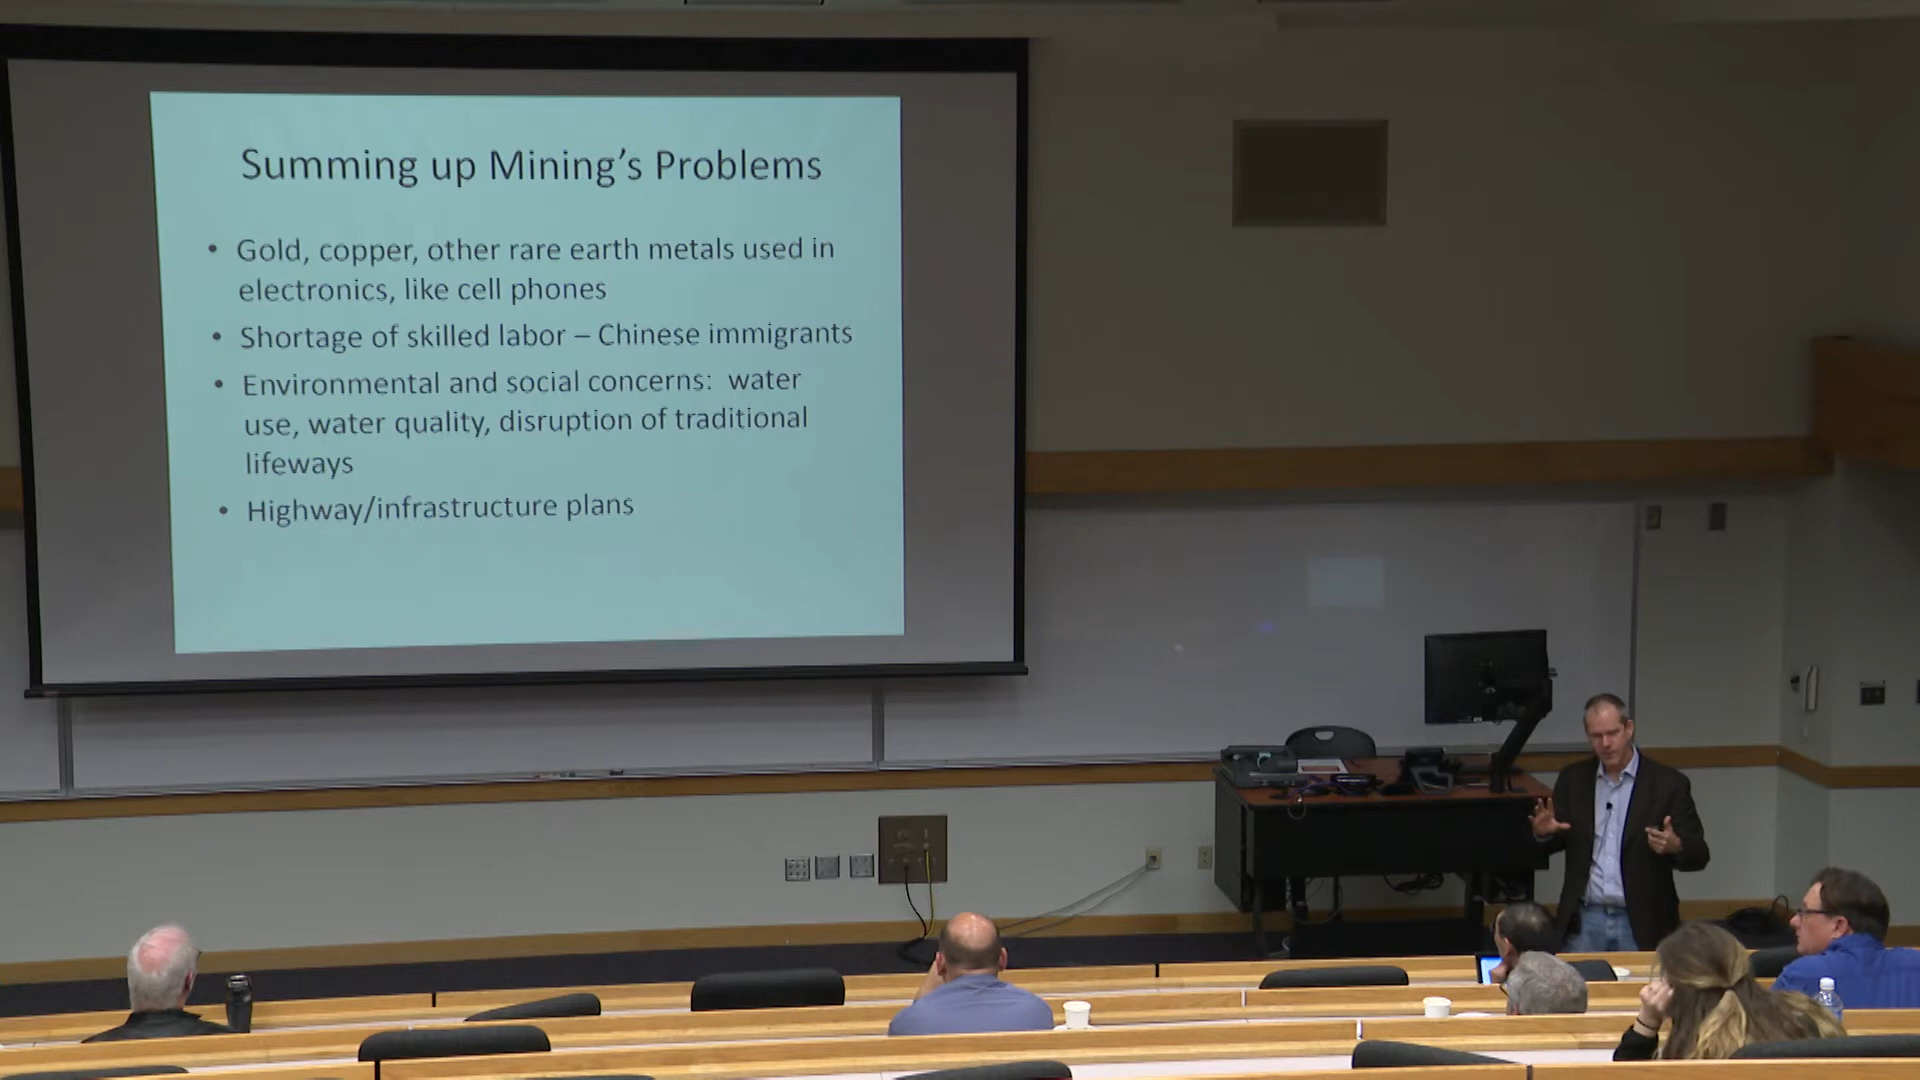 Summing up Mining's Problems
• Gold, copper, other rare earth metals used in
electronics, like cell phones
• Shortage of skilled labor – Chinese immigrants
• Environmental and social concerns:  water
use, water quality, disruption of traditional
lifeways
• Highway/infrastructure plans